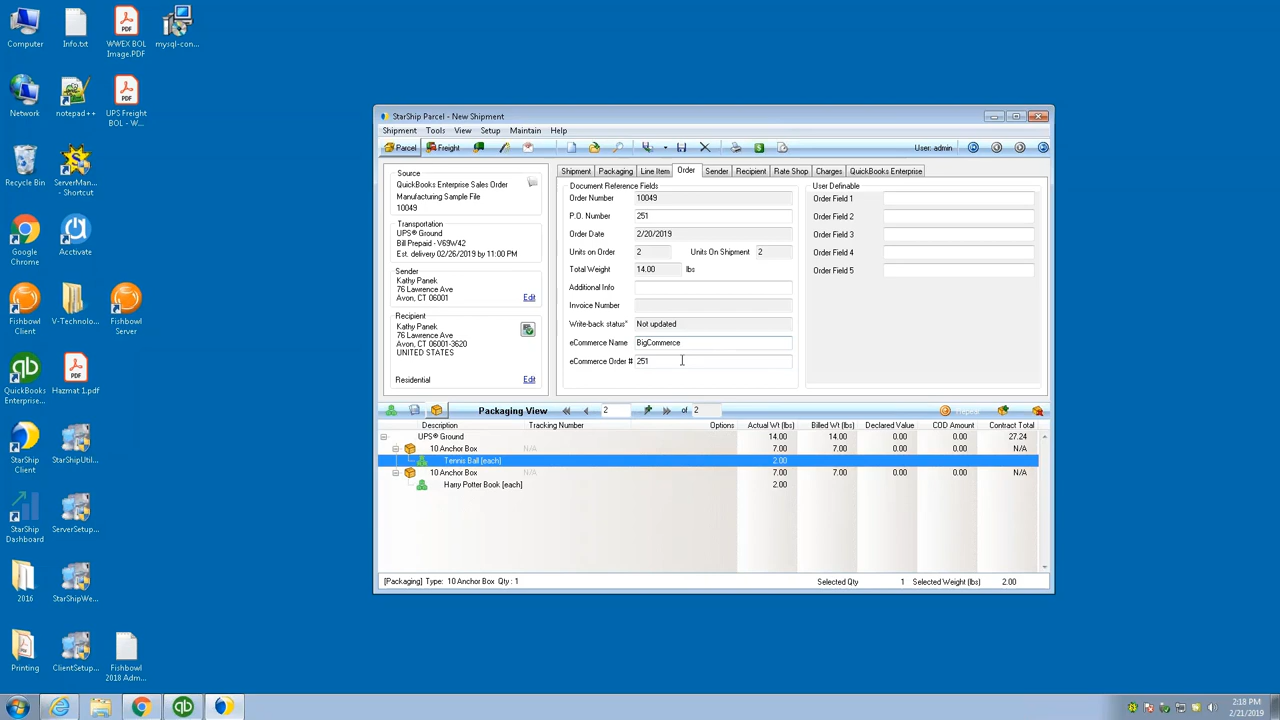 Computer
Info.txt
WWEX BOL
Image.PDF
mysql-con...
Network
notepad++
UPS Freight
BOL - W...
Recycle Bin
ServerMan...
- Shortcut
Google
Chrome
Acctivate
Fishbowl
Client
V-Technolo...
Fishbowl
Server
QuickBooks
Enterprise...
Hazmat 1.pdf
StarShip
Client
StarShipUtil...
StarShip
Dashboard
ServerSetup...
2016
StarShipWe...
Printing
ClientSetup...
Fishbowl
2018 Adm...
StarShip Parcel - New Shipment
Shipment Tools View Setup Maintain Help
Parcel Freight User: admin
Source
QuickBooks Enterprise Sales Order
Manufacturing Sample File
10049
Transportation
UPS® Ground
Bill Prepaid - V69W42
Est. delivery 02/26/2019 by 11:00 PM
Sender
Kathy Panek
76 Lawrence Ave
Avon, CT 06001
Edit
Recipient
Kathy Panek
76 Lawrence Ave
Avon, CT 06001-3620
UNITED STATES
Residential Edit
Shipment Packaging Line Item Order Sender Recipient Rate Shop Charges QuickBooks Enterprise
Document Reference Fields
Order Number 10049
P.O. Number 251
Order Date 2/20/2019
Units on Order 2 Units On Shipment 2
Total Weight 14.00 lbs
Additional Info
Invoice Number
Write-back status* Not updated
eCommerce Name BigCommerce
eCommerce Order # 251
User Definable
Order Field 1
Order Field 2
Order Field 3
Order Field 4
Order Field 5
Packaging View 2 of 2 Repeat
Description Tracking Number Options Actual Wt (lbs) Billed Wt (lbs) Declared Value COD Amount Contract Total
UPS® Ground 14.00 14.00 0.00 0.00 27.24
10 Anchor Box N/A 7.00 7.00 0.00 0.00 N/A
Tennis Ball [each] 2.00
10 Anchor Box N/A 7.00 7.00 0.00 0.00 N/A
Harry Potter Book [each] 2.00
[Packaging] Type: 10 Anchor Box Qty : 1 Selected Qty 1 Selected Weight (lbs) 2.00
2:18 PM
2/21/2019